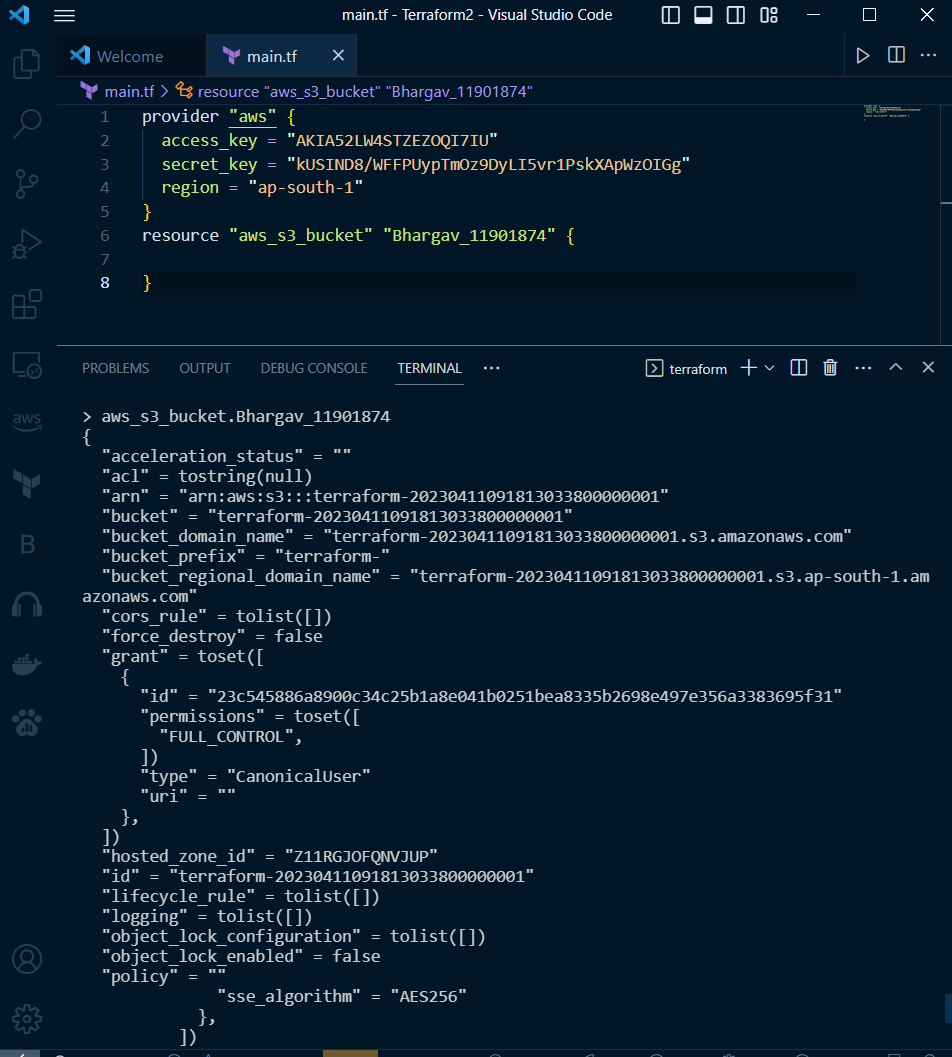 main.tf - Terraform2 - Visual Studio Code
Welcome
main.tf
main.tf > resource "aws_s3_bucket" "Bhargav_11901874"
1 provider "aws" {
2 access_key = "AKIA52LW4STZEZOQI7IU"
3 secret_key = "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"
4 region = "ap-south-1"
5 }
6 resource "aws_s3_bucket" "Bhargav_11901874" {
7
8 }
PROBLEMS OUTPUT DEBUG CONSOLE TERMINAL ··· terraform
> aws_s3_bucket.Bhargav_11901874
{
"acceleration_status" = ""
"acl" = tostring(null)
"arn" = "arn:aws:s3:::terraform-20230411091813033800000001"
"bucket" = "terraform-20230411091813033800000001"
"bucket_domain_name" = "terraform-20230411091813033800000001.s3.amazonaws.com"
"bucket_prefix" = "terraform-"
"bucket_regional_domain_name" = "terraform-20230411091813033800000001.s3.ap-south-1.am
azonaws.com"
"cors_rule" = tolist([])
"force_destroy" = false
"grant" = toset([
{
"id" = "23c545886a8900c34c25b1a8e041b0251bea8335b2698e497e356a3383695f31"
"permissions" = toset([
"FULL_CONTROL",
])
"type" = "CanonicalUser"
"uri" = ""
},
])
"hosted_zone_id" = "Z11RGJOFQNVJUP"
"id" = "terraform-20230411091813033800000001"
"lifecycle_rule" = tolist([])
"logging" = tolist([])
"object_lock_configuration" = tolist([])
"object_lock_enabled" = false
"policy" = ""
"sse_algorithm" = "AES256"
},
])
aws
B